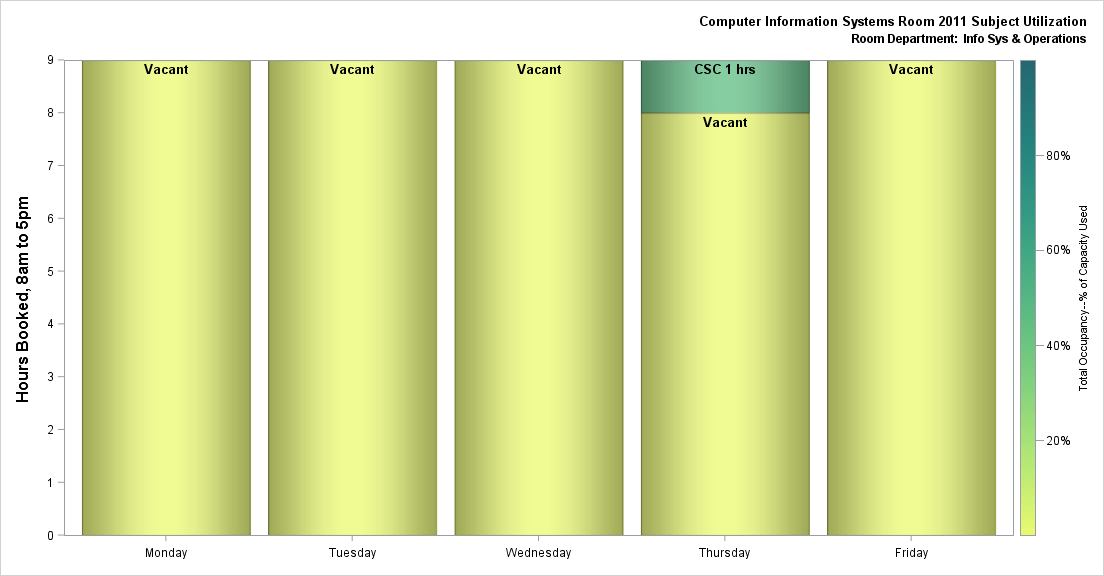 Computer Information Systems Room 2011 Subject Utilization
Room Department: Info Sys & Operations
Hours Booked, 8am to 5pm
9
8
7
6
5
4
3
2
1
0
Vacant
Vacant
Vacant
CSC 1 hrs
Vacant
Vacant
Monday
Tuesday
Wednesday
Thursday
Friday
80%
60%
40%
20%
Total Occupancy--% of Capacity Used